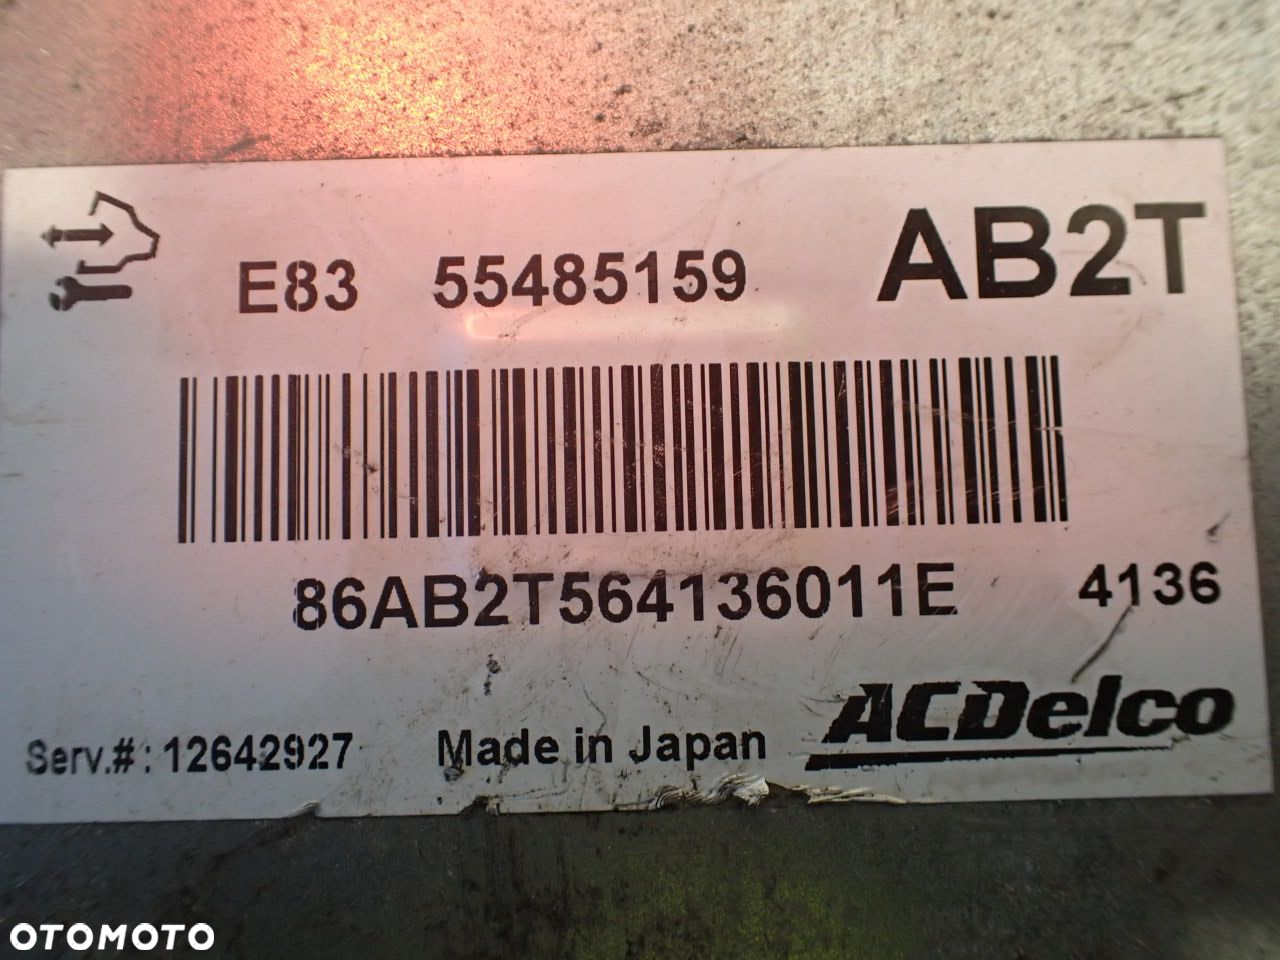 E83 55485159 AB2T
86AB2T564136011E 4136
Serv.#: 12642927 Made in Japan ACDelco
OTOMOTO